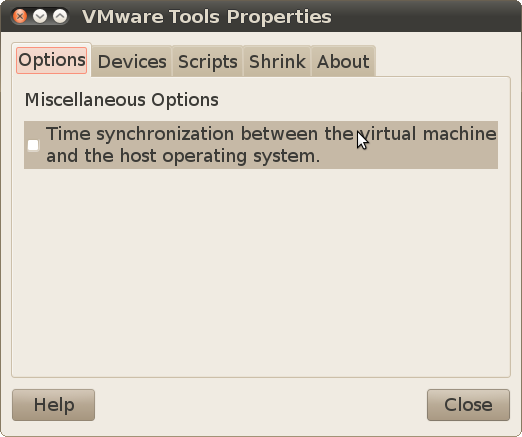 VMware Tools Properties
Options Devices Scripts Shrink About
Miscellaneous Options
Time synchronization between the virtual machine
and the host operating system.
Help Close